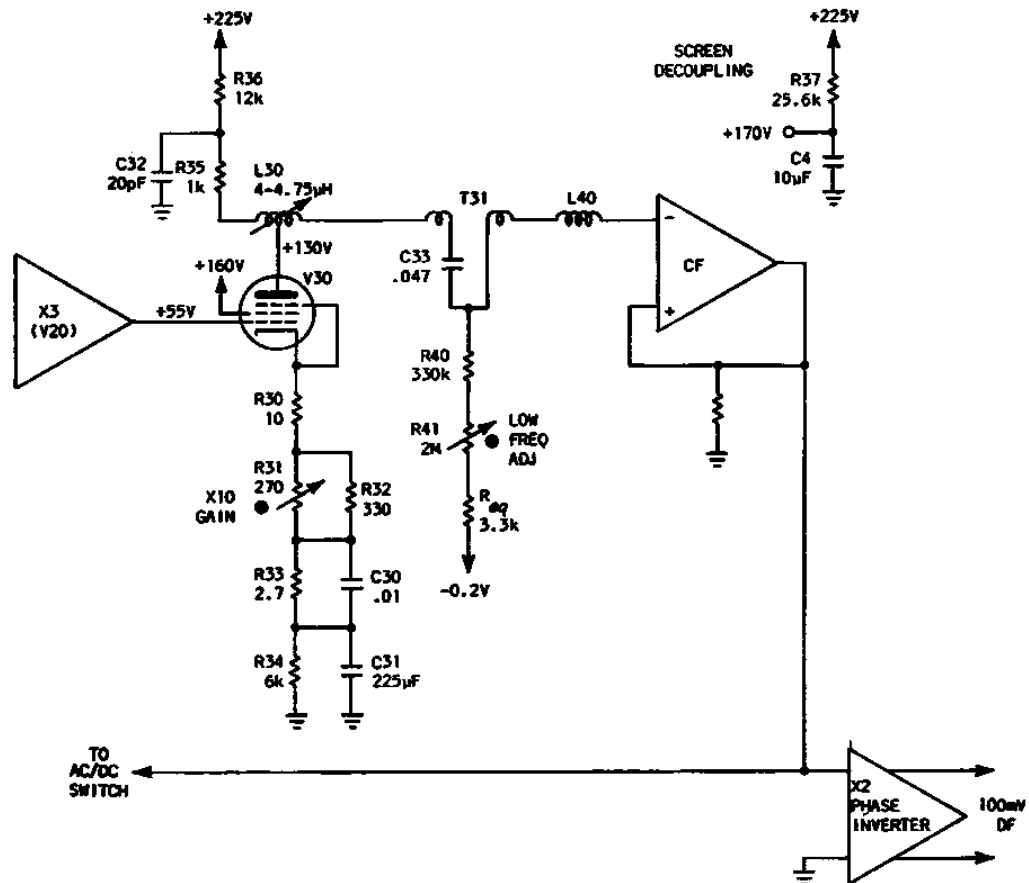 +225V
R36
12k
C32
20pF
R35
1k
L30
4-4.75μH
+130V
+160V
V30
X3
(V20)
+55V
T31
C33
.047
L40
SCREEN
DECOUPLING
+225V
R37
25.6k
+170V
C4
10μF
-
CF
+
R30
10
X10
GAIN
R31
270
R32
330
R33
2.7
C30
.01
R34
6k
C31
225μF
R40
330k
R41
2M
LOW
FREQ
ADJ
Req
3.3k
-0.2V
TO
AC/DC
SWITCH
X2
PHASE
INVERTER
100mV
DF